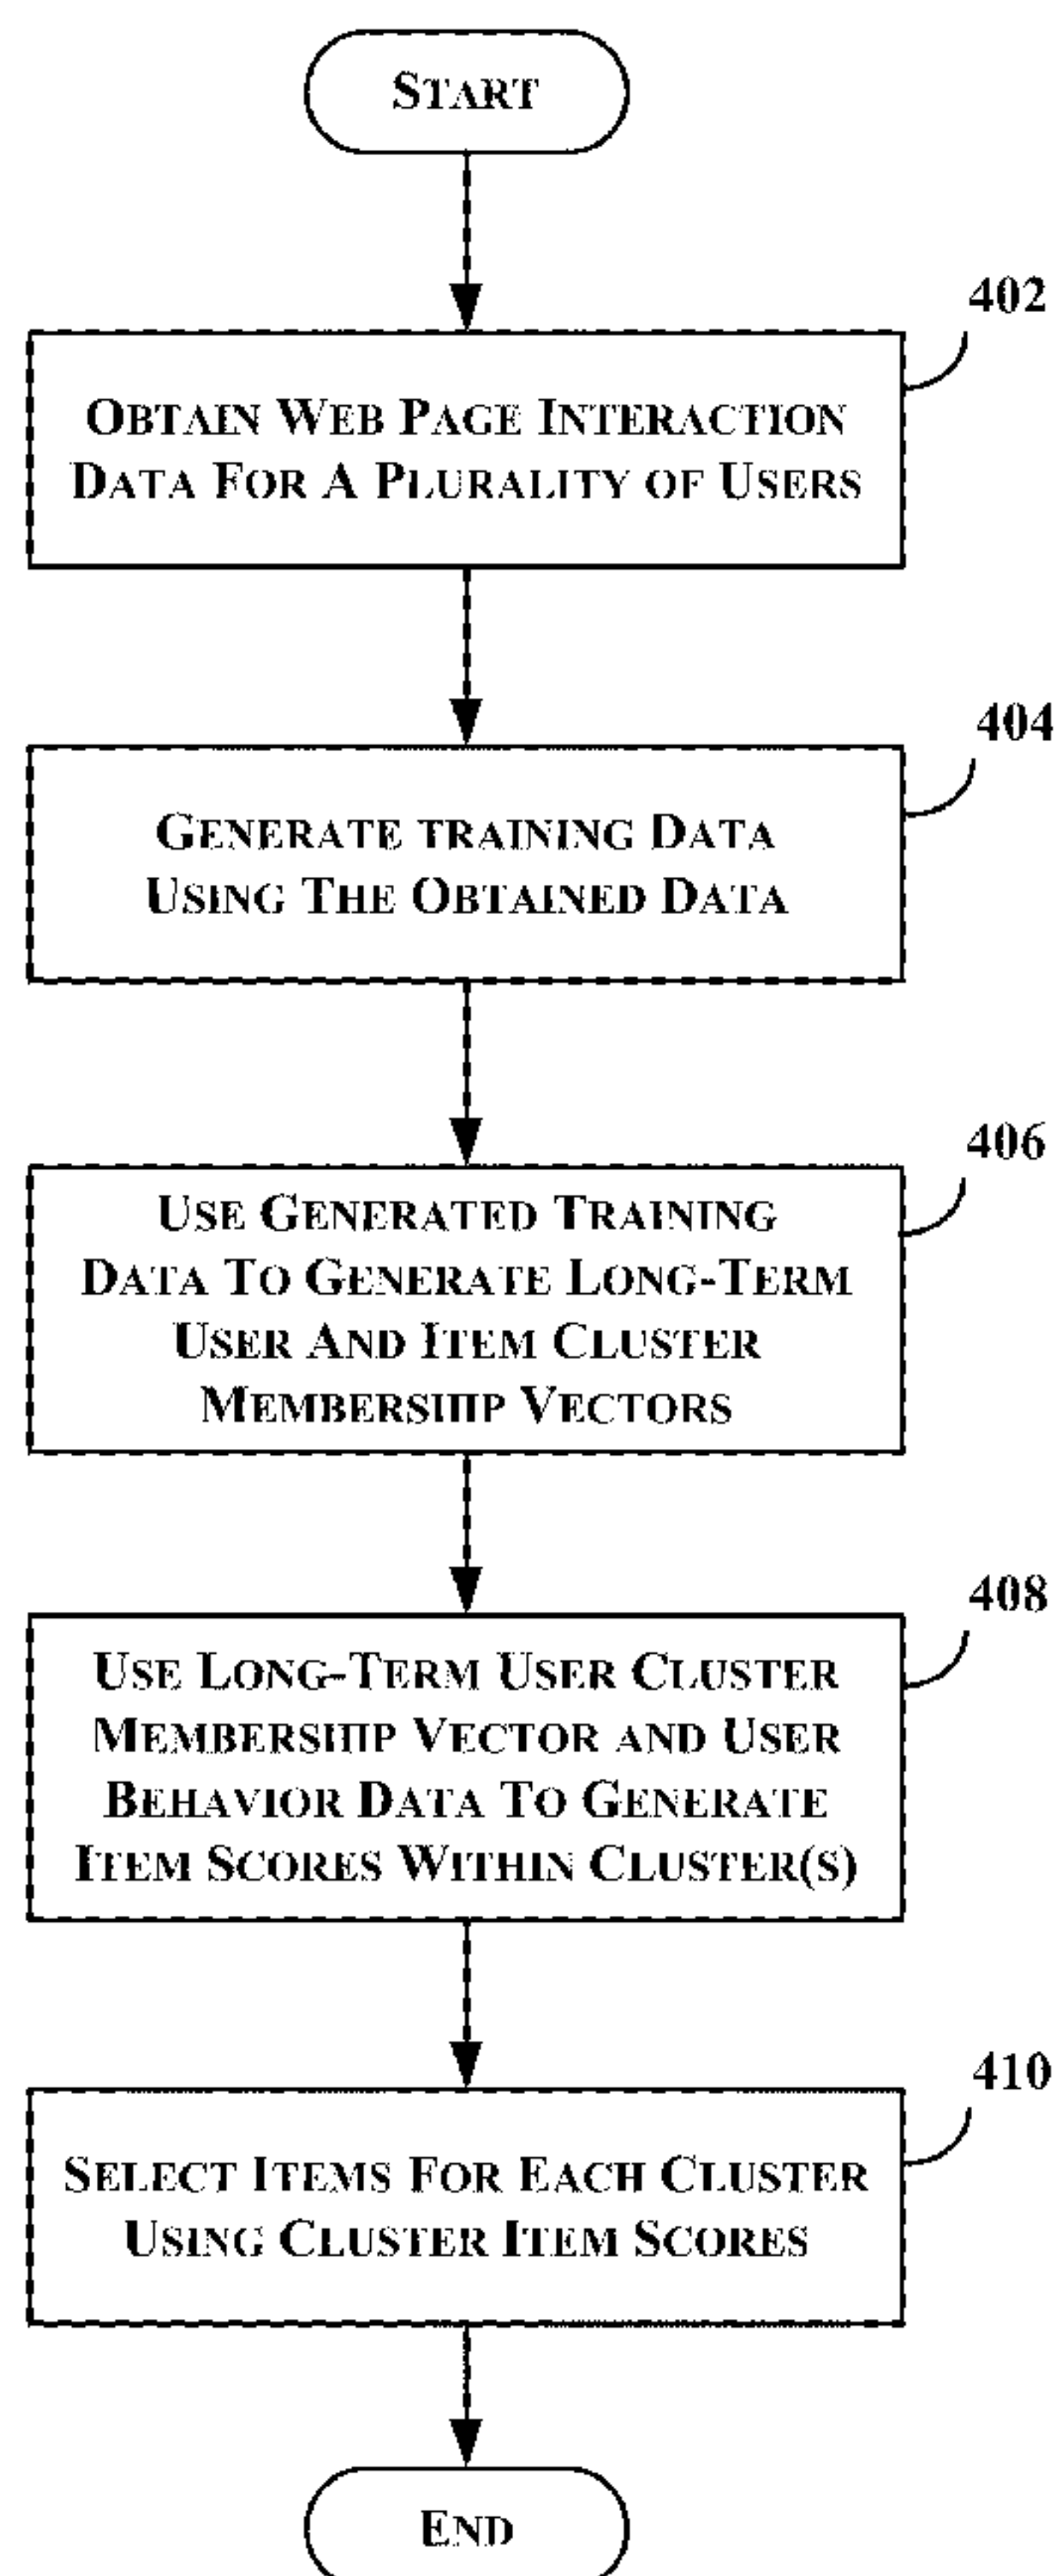 START
402
OBTAIN WEB PAGE INTERACTION
DATA FOR A PLURALITY OF USERS
404
GENERATE TRAINING DATA
USING THE OBTAINED DATA
406
USE GENERATED TRAINING
DATA TO GENERATE LONG-TERM
USER AND ITEM CLUSTER
MEMBERSHIP VECTORS
408
USE LONG-TERM USER CLUSTER
MEMBERSHIP VECTOR AND USER
BEHAVIOR DATA TO GENERATE
ITEM SCORES WITHIN CLUSTER(S)
410
SELECT ITEMS FOR EACH CLUSTER
USING CLUSTER ITEM SCORES
END